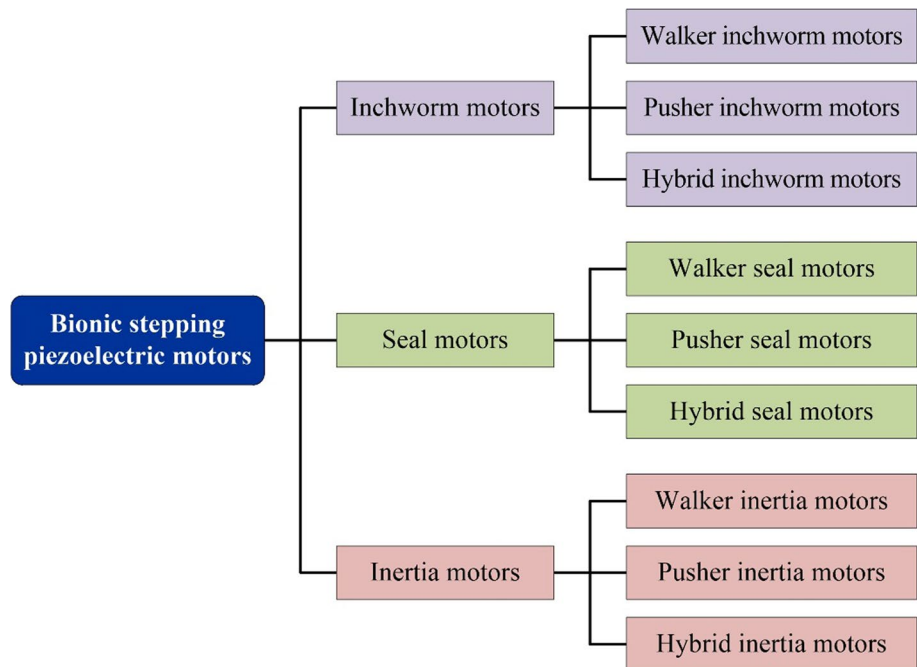 Bionic stepping
piezoelectric motors
Inchworm motors
Walker inchworm motors
Pusher inchworm motors
Hybrid inchworm motors
Seal motors
Walker seal motors
Pusher seal motors
Hybrid seal motors
Inertia motors
Walker inertia motors
Pusher inertia motors
Hybrid inertia motors